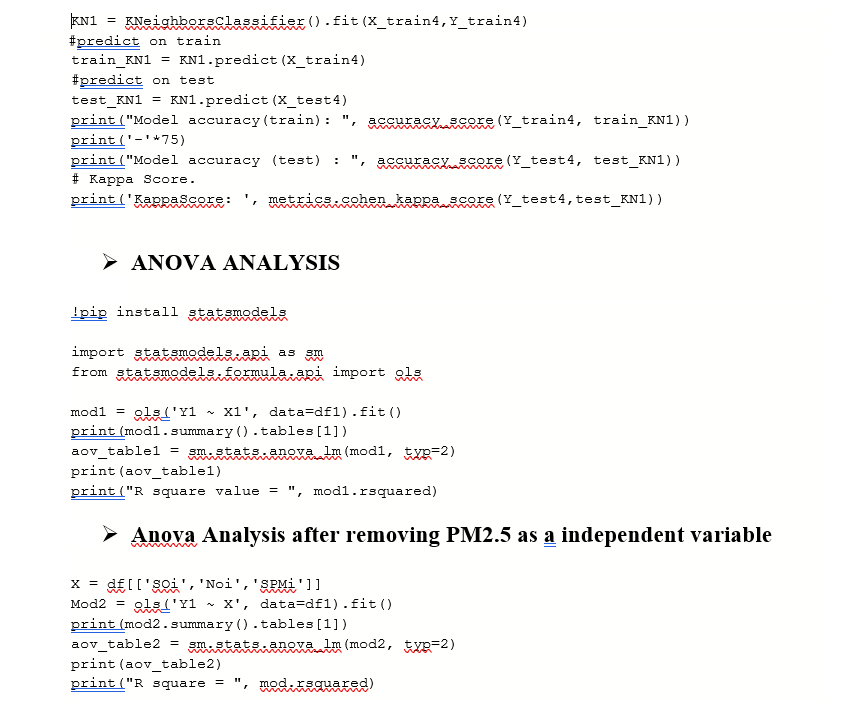 KN1 = KNeighborsClassifier().fit(X_train4,Y_train4)
#predict on train
train_KN1 = KN1.predict(X_train4)
#predict on test
test_KN1 = KN1.predict(X_test4)
print("Model accuracy(train): ", accuracy_score(Y_train4, train_KN1))
print('-'*75)
print("Model accuracy (test) : ", accuracy_score(Y_test4, test_KN1))
# Kappa Score.
print('KappaScore: ', metrics.cohen_kappa_score(Y_test4,test_KN1))
➢ ANOVA ANALYSIS
!pip install statsmodels
import statsmodels.api as sm
from statsmodels.formula.api import ols
mod1 = ols('Y1 ~ X1', data=df1).fit()
print(mod1.summary().tables[1])
aov_table1 = sm.stats.anova_lm(mod1, typ=2)
print(aov_table1)
print("R square value = ", mod1.rsquared)
➢ Anova Analysis after removing PM2.5 as a independent variable
X = df[['SOi','Noi','SPMi']]
Mod2 = ols('Y1 ~ X', data=df1).fit()
print(mod2.summary().tables[1])
aov_table2 = sm.stats.anova_lm(mod2, typ=2)
print(aov_table2)
print("R square = ", mod.rsquared)